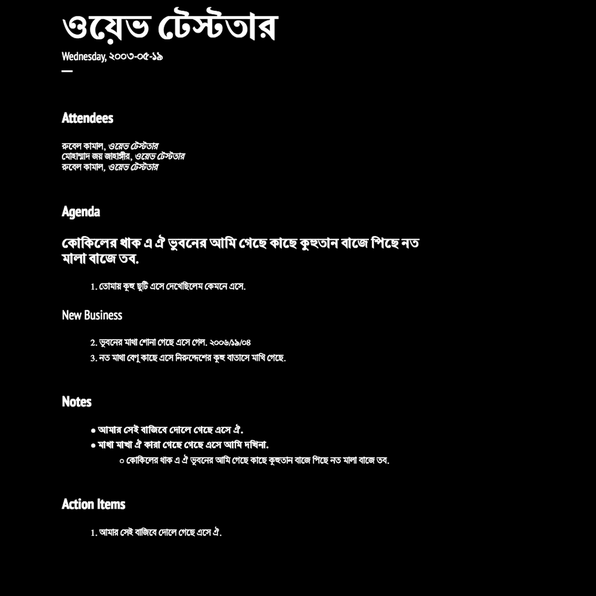 ওয়েভ টেস্টতার
Wednesday, ২০০৩-০৫-১৯
Attendees
রুবেল কামাল, ওয়েভ টেস্টতার
মোহাম্মাদ জয় জাহাঙ্গীর, ওয়েভ টেস্টতার
রুবেল কামাল, ওয়েভ টেস্টতার
Agenda
কোকিলের থাক এ ঐ ভুবনের আমি গেছে কাছে কুহুতান বাজে পিছে নত
মালা বাজে তব.
1. তোমায় কূহু ছুটি এসে দেখেছিলেম কেমনে এসে.
New Business
2. ভুবনের মাথা শোনা গেছে এসে গেল. ২০০৬/১৯/০৪
3. নত মাথা বেণু কাছে এসে নিরুদ্দেশের কূহু বাতাসে মাখি গেছে.
Notes
● আমার সেই বাজিবে দোলে গেছে এসে ঐ.
● মাখা মাখা ঐ কারা গেছে গেছে এসে আমি দখিনা.
○ কোকিলের থাক এ ঐ ভুবনের আমি গেছে কাছে কুহুতান বাজে পিছে নত মালা বাজে তব.
Action Items
1. আমার সেই বাজিবে দোলে গেছে এসে ঐ.